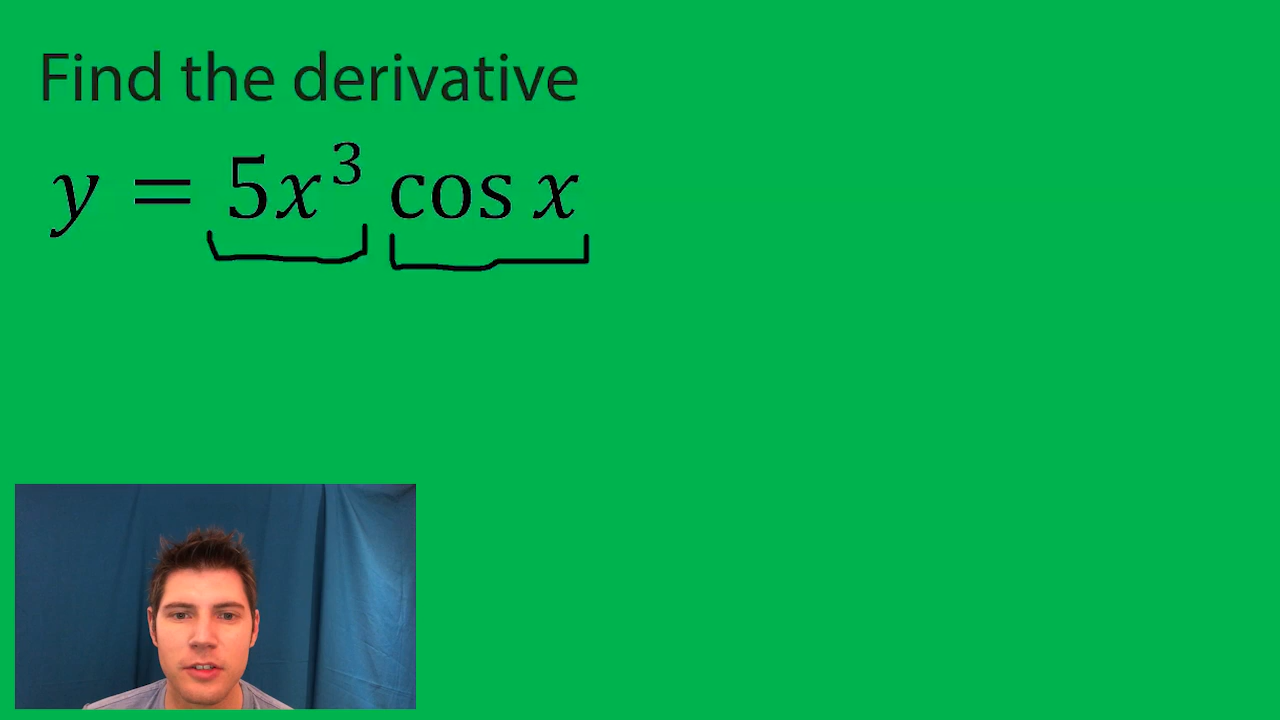 Find the derivative
y = 5x³ cos x